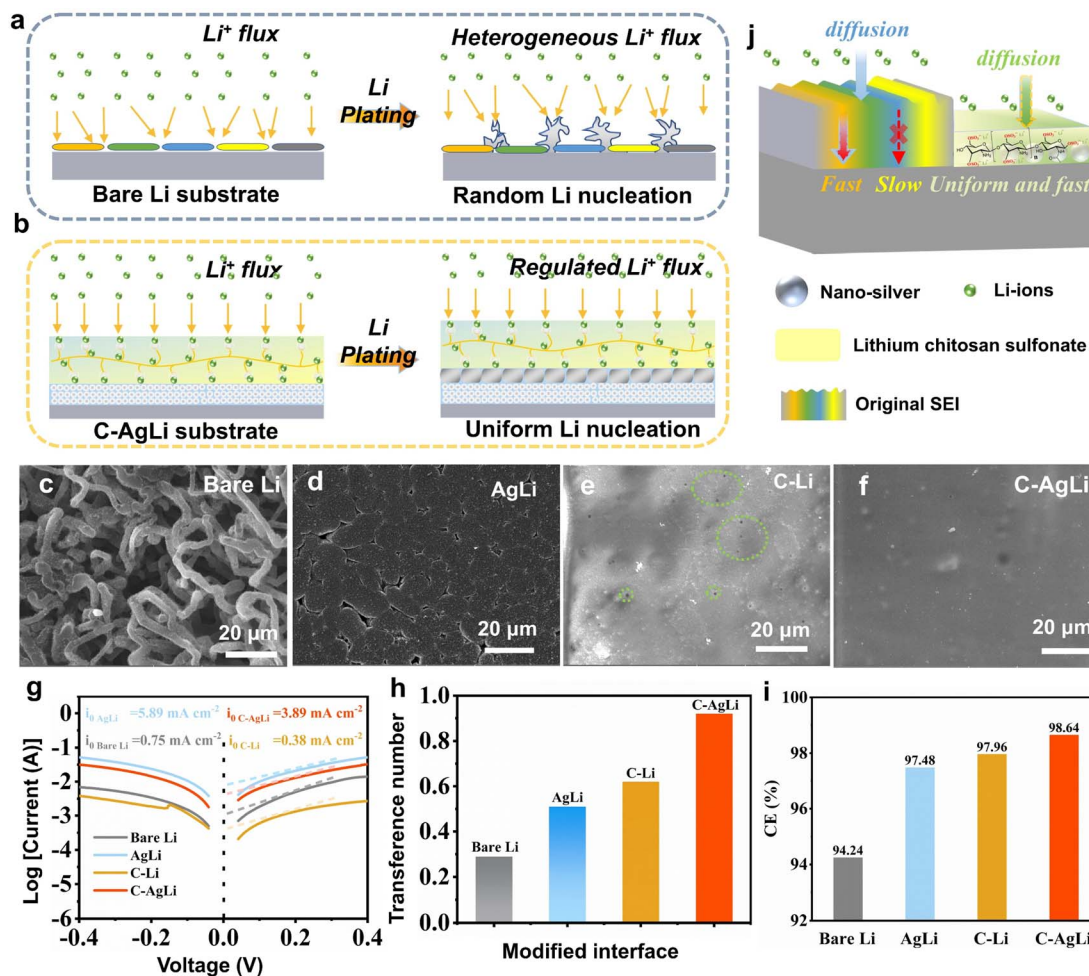 a
Li⁺ flux
Heterogeneous Li⁺ flux
Li
Plating
Bare Li substrate
Random Li nucleation
b
Li⁺ flux
Regulated Li⁺ flux
Li
Plating
C-AgLi substrate
Uniform Li nucleation
j
diffusion
diffusion
Fast
Slow
Uniform and fast
Nano-silver
Li-ions
Lithium chitosan sulfonate
Original SEI
c
Bare Li
20 μm
d
AgLi
20 μm
e
C-Li
20 μm
f
C-AgLi
20 μm
g
i₀ AgLi =5.89 mA cm⁻²
i₀ C-AgLi=3.89 mA cm⁻²
i₀ Bare Li =0.75 mA cm⁻²
i₀ C-Li =0.38 mA cm⁻²
Log [Current (A)]
0
-1
-2
-3
-4
-5
-6
Bare Li
AgLi
C-Li
C-AgLi
-0.4
-0.2
0.0
0.2
0.4
Voltage (V)
h
Transference number
1.0
0.8
0.6
0.4
0.2
0.0
Bare Li
AgLi
C-Li
C-AgLi
Modified interface
i
CE (%)
100
98
96
94
92
94.24
97.48
97.96
98.64
Bare Li
AgLi
C-Li
C-AgLi